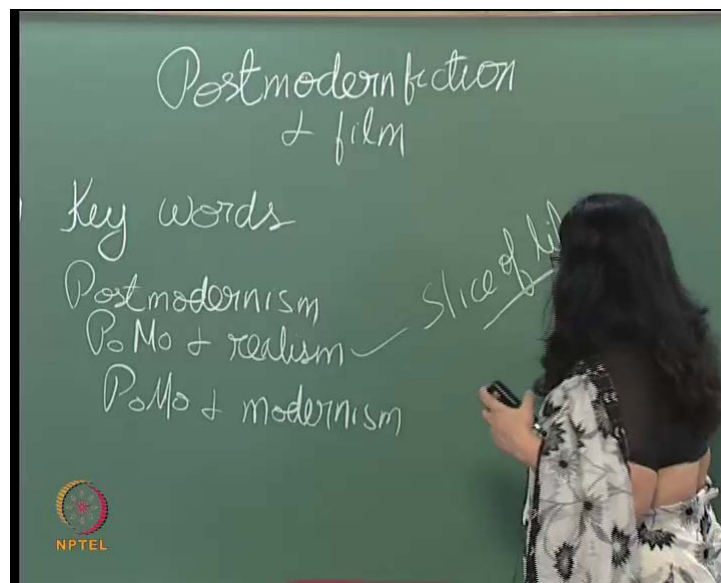 Postmodern fiction
& film
Key words
Postmodernism
PoMo & realism
slice of
PoMo & modernism
NPTEL